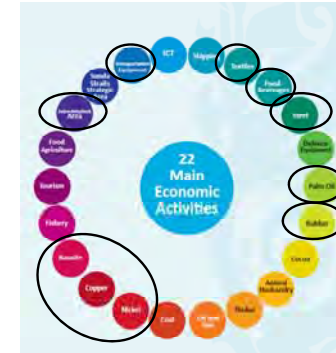 22
Main
Economic
Activities
ICT
Shipping
Textiles
Food
Beverages
Steel
Defence
Equipment
Palm Oil
Rubber
Cocoa
Animal
Husbandry
Timber
Oil and
Gas
Coal
Nickel
Copper
Bauxite
Fishery
Tourism
Food
Agriculture
Jabodetabek
Area
Sunda
Straits
Strategic
Area
Transportation
Equipment